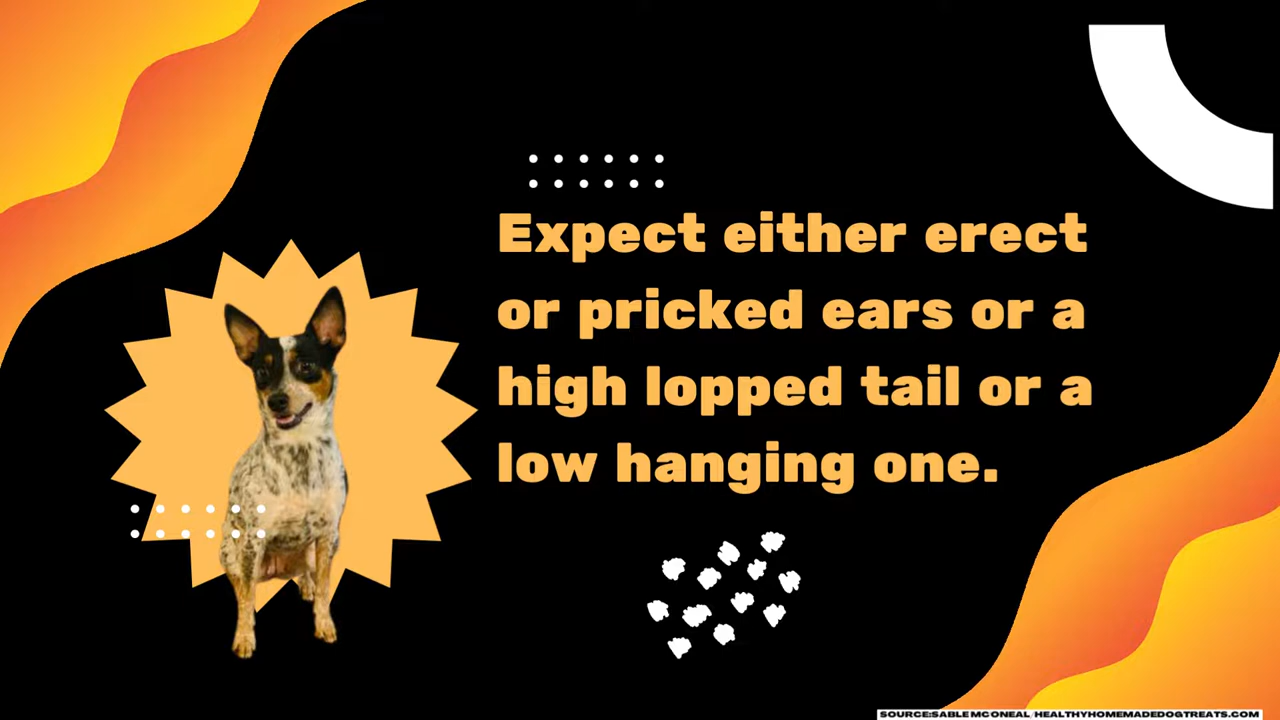 Expect either erect
or pricked ears or a
high lopped tail or a
low hanging one.
SOURCE:SABLE MCONEAL/HEALTHYHOMEMADEDOGTREATS.COM